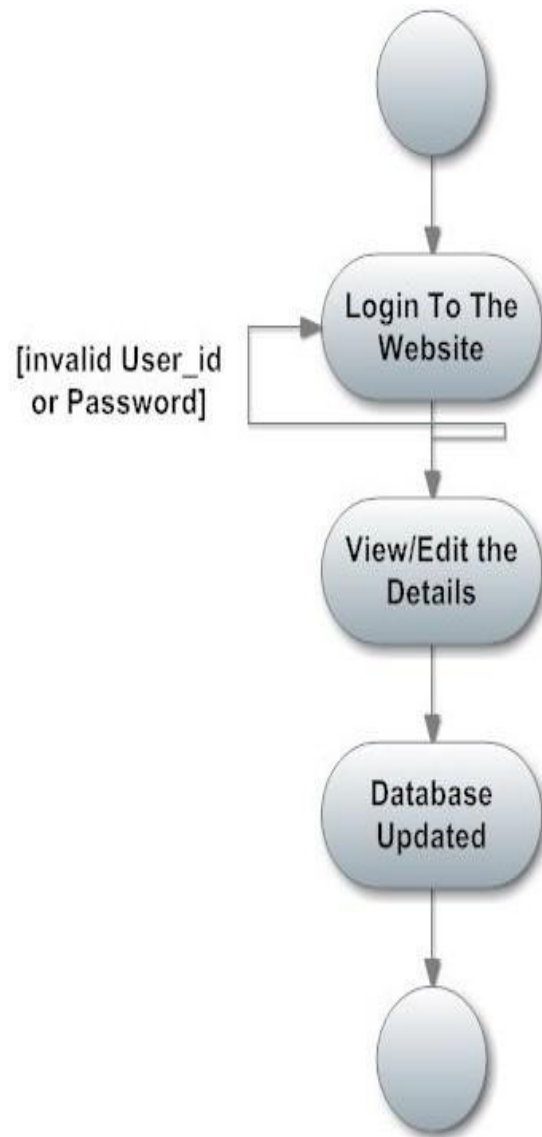 Login To The
Website
[invalid User_id
or Password]
View/Edit the
Details
Database
Updated